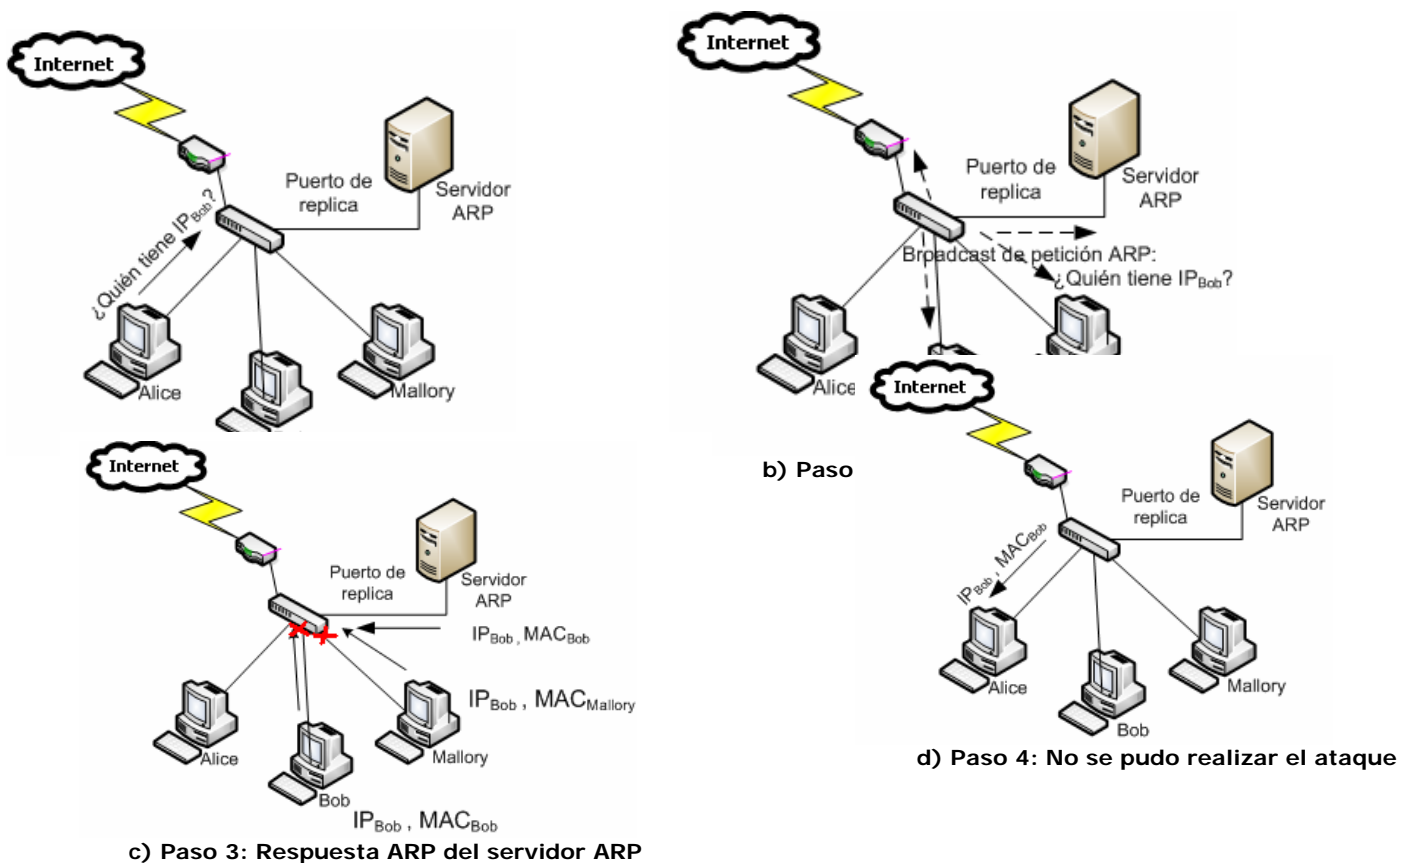 Internet
Puerto de
replica
Servidor
ARP
¿Quién tiene IPBob?
Alice
Mallory
Internet
Puerto de
replica
Servidor
ARP
Broadcast de petición ARP:
¿Quién tiene IPBob?
Alice
b) Paso
Internet
Puerto de
replica
Servidor
ARP
IPBob , MACBob
IPBob , MACMallory
Alice
Mallory
Bob
IPBob , MACBob
c) Paso 3: Respuesta ARP del servidor ARP
Internet
Puerto de
replica
Servidor
ARP
IPBob , MACBob
Alice
Mallory
Bob
d) Paso 4: No se pudo realizar el ataque